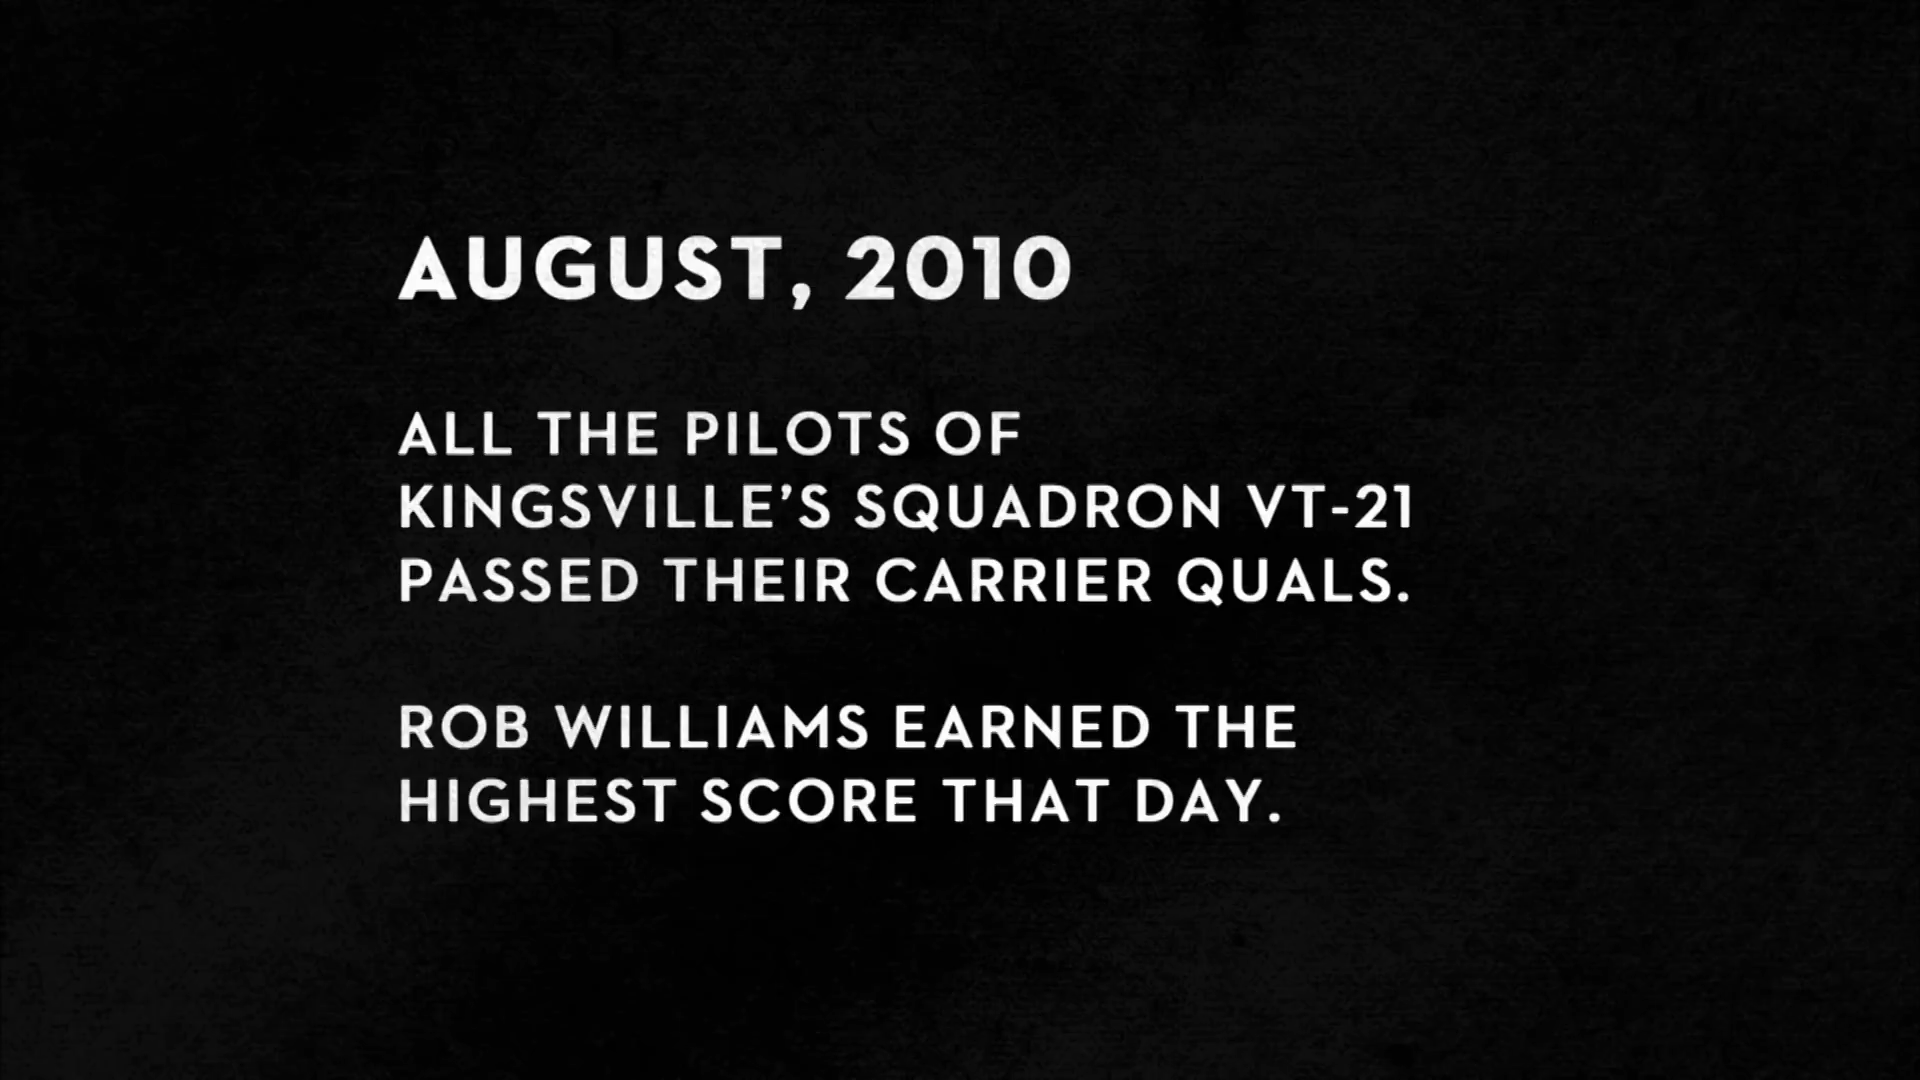 AUGUST, 2010
ALL THE PILOTS OF
KINGSVILLE’S SQUADRON VT-21
PASSED THEIR CARRIER QUALS.
ROB WILLIAMS EARNED THE
HIGHEST SCORE THAT DAY.